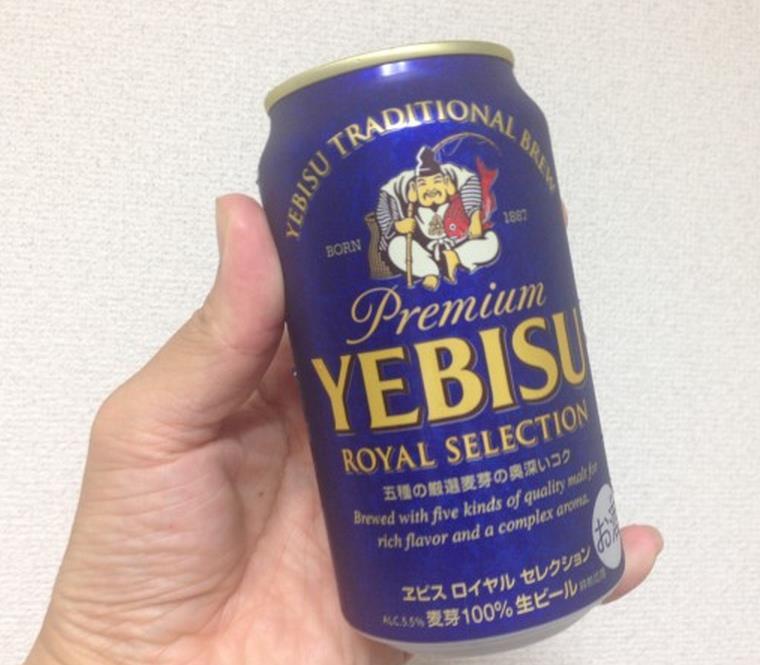 YEBISU TRADITIONAL BREW
BORN 1887
Premium
YEBISU
ROYAL SELECTION
五種の厳選麦芽の奥深いコク
Brewed with five kinds of quality malt for
rich flavor and a complex aroma.
お酒
ヱビス ロイヤル セレクション
ALC.5.5% 麦芽100% 生ビール